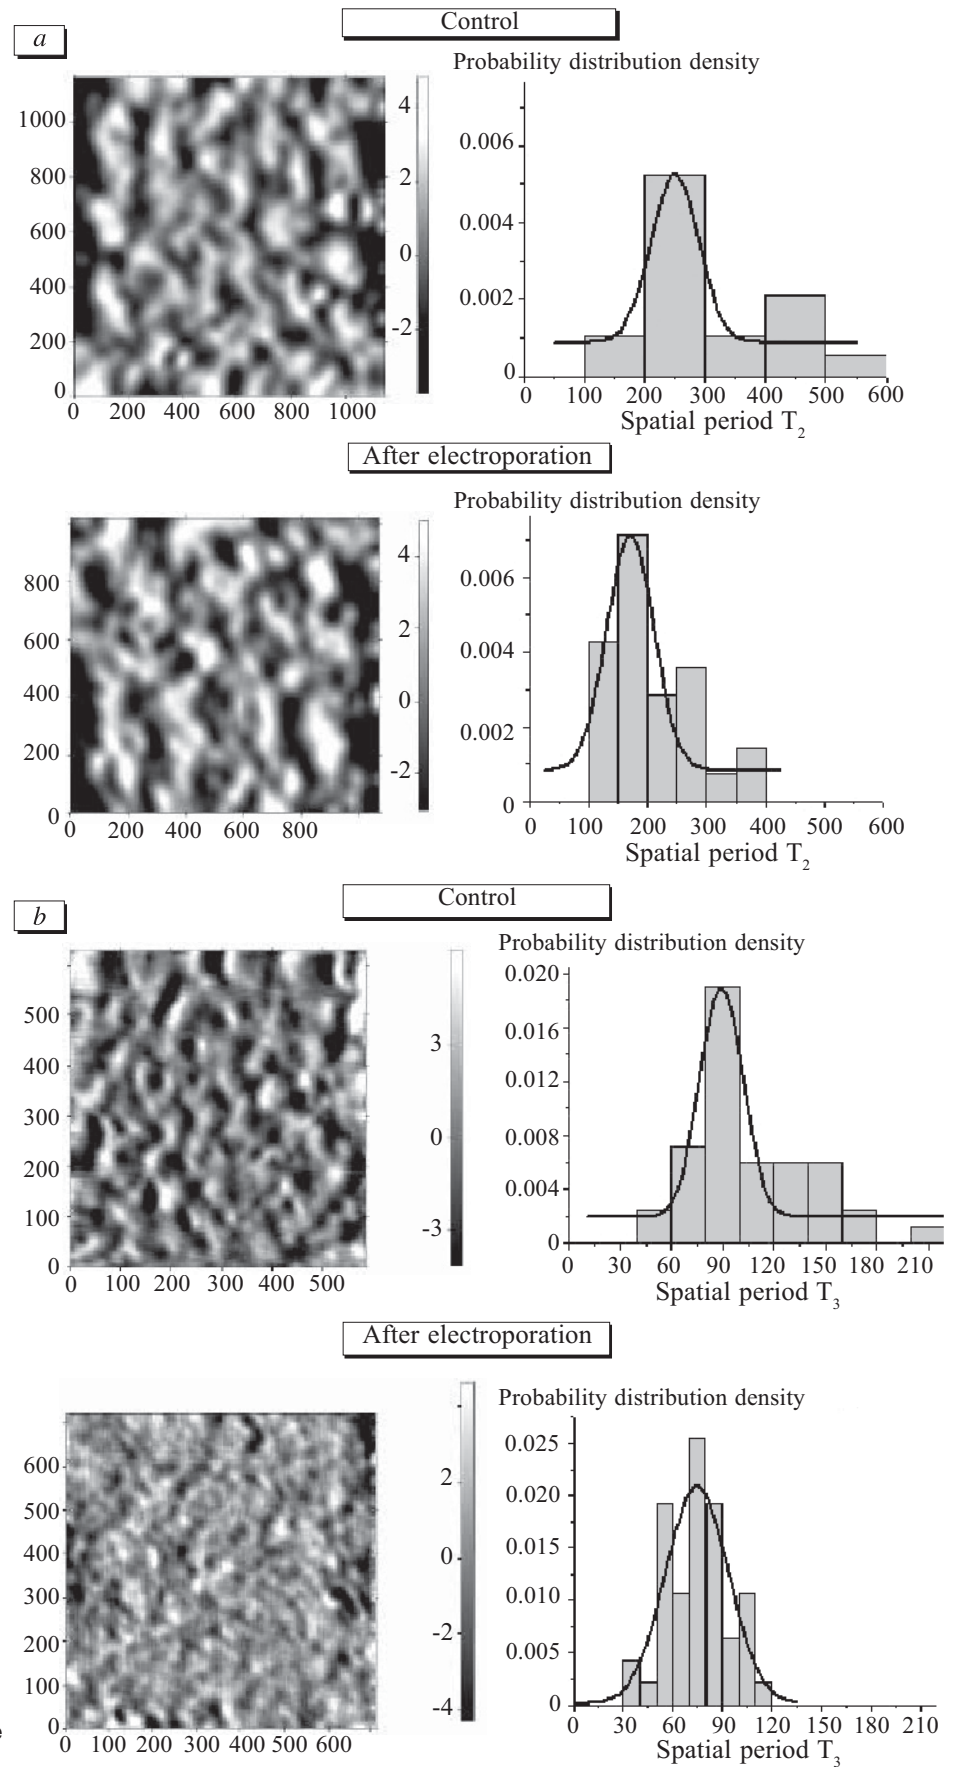 a
Control
Probability distribution density
1000
800
600
400
200
0
0 200 400 600 800 1000
4
2
0
-2
0.006
0.004
0.002
0
0 100 200 300 400 500 600
Spatial period T2
After electroporation
Probability distribution density
800
600
400
200
0
0 200 400 600 800
4
2
0
-2
0.006
0.004
0.002
0
0 100 200 300 400 500 600
Spatial period T2
b
Control
Probability distribution density
500
400
300
200
100
0
0 100 200 300 400 500
3
0
-3
0.020
0.016
0.012
0.008
0.004
0
0 30 60 90 120 150 180 210
Spatial period T3
After electroporation
Probability distribution density
600
500
400
300
200
100
0
0 100 200 300 400 500 600
2
0
-2
-4
0.025
0.020
0.015
0.010
0.005
0
0 30 60 90 120 150 180 210
Spatial period T3
e